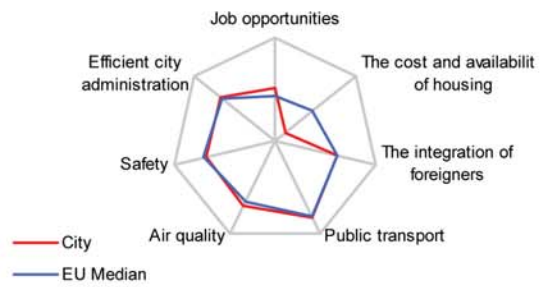 Job opportunities
Efficient city
administration
The cost and availabilit
of housing
Safety
The integration of
foreigners
Air quality
Public transport
City
EU Median